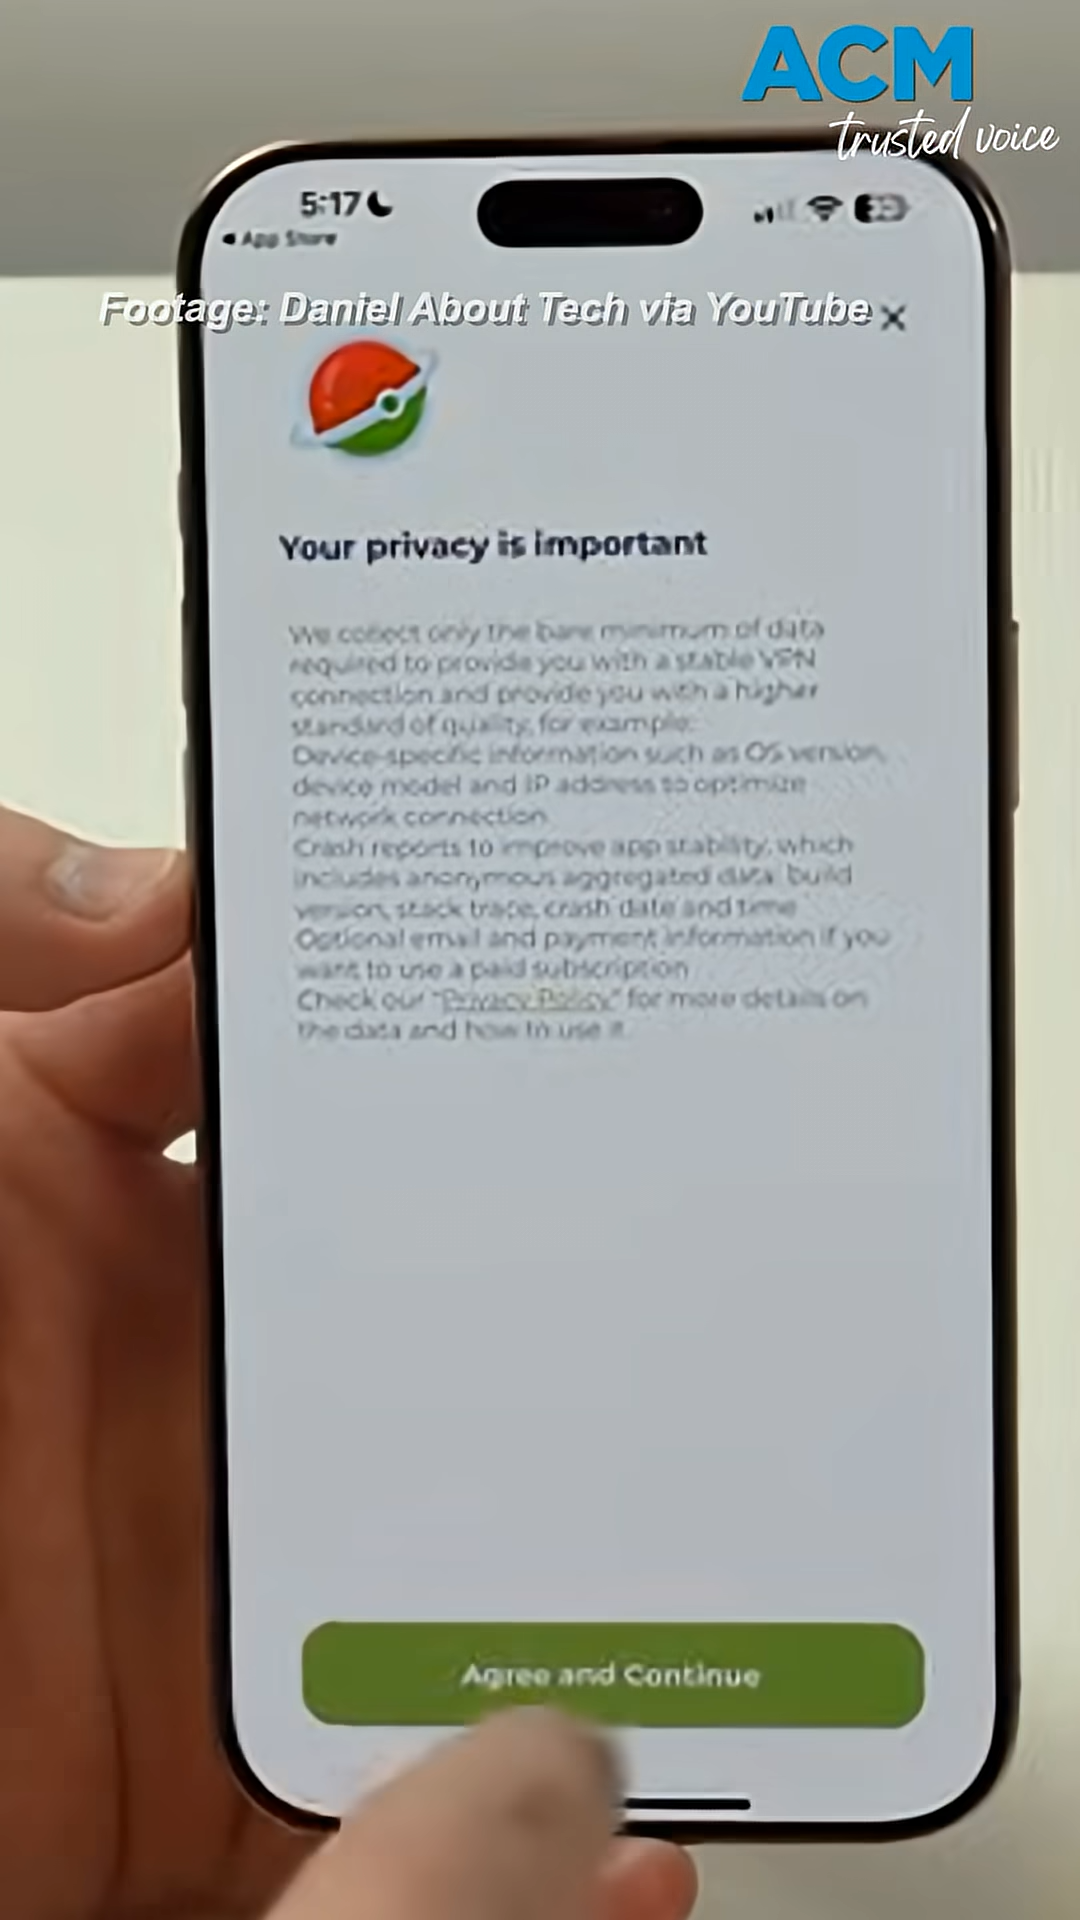 ACM
trusted voice
5:17
App Store
Footage: Daniel About Tech via YouTube
Your privacy is important
We collect only the bare minimum of data
required to provide you with a stable VPN
connection and provide you with a higher
standard of quality, for example:
Device-specific information such as OS version,
device model and IP address to optimize
network connection
Crash reports to improve app stability, which
includes anonymous aggregated data: build
version, stack trace, crash date and time
Optional email and payment information if you
want to use a paid subscription
Check our "Privacy Policy" for more details on
the data and how to use it.
Agree and Continue